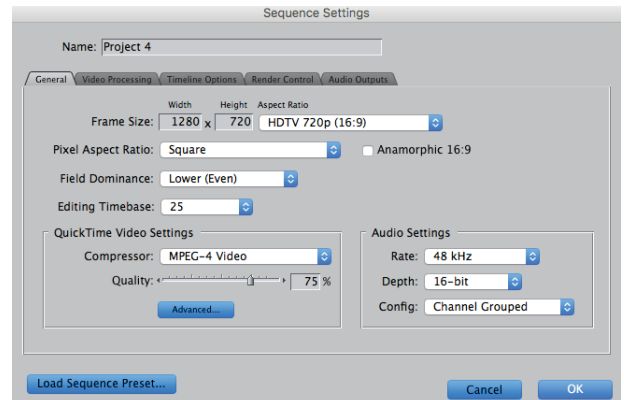 Sequence Settings
Name: Project 4
General Video Processing Timeline Options Render Control Audio Outputs
Width Height Aspect Ratio
Frame Size: 1280 x 720 HDTV 720p (16:9)
Pixel Aspect Ratio: Square Anamorphic 16:9
Field Dominance: Lower (Even)
Editing Timebase: 25
QuickTime Video Settings
Compressor: MPEG-4 Video
Quality: 75 %
Advanced...
Audio Settings
Rate: 48 kHz
Depth: 16-bit
Config: Channel Grouped
Load Sequence Preset...
Cancel OK